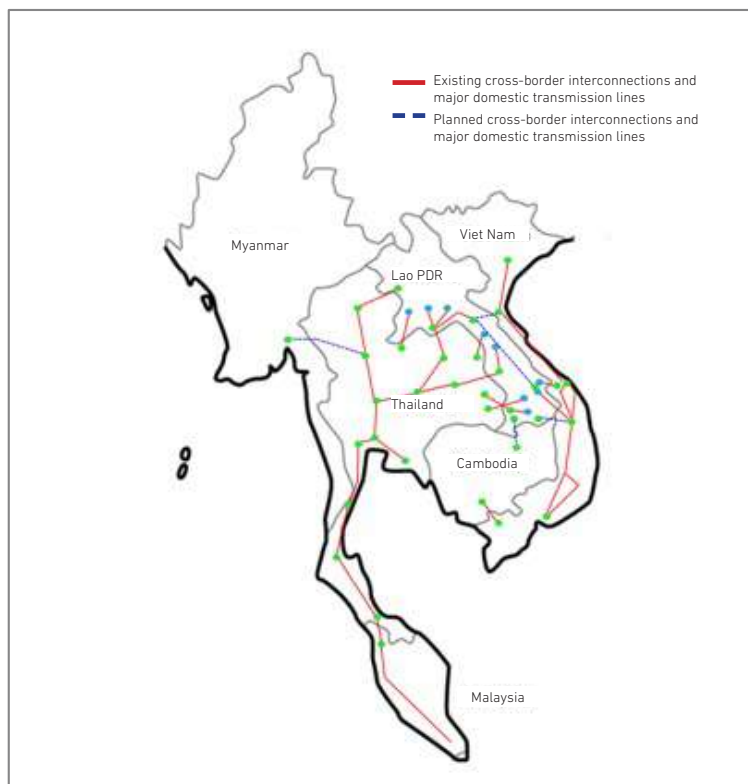 Existing cross-border interconnections and
major domestic transmission lines
Planned cross-border interconnections and
major domestic transmission lines
Viet Nam
Myanmar
Lao PDR
Thailand
Cambodia
Malaysia